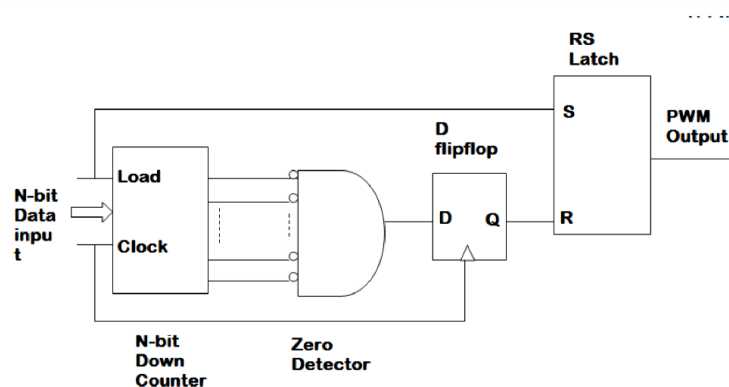 RS
Latch
S
PWM
Output
D
flipflop
Load
N-bit
Data
inpu
t
D
Q
R
Clock
N-bit
Down
Counter
Zero
Detector